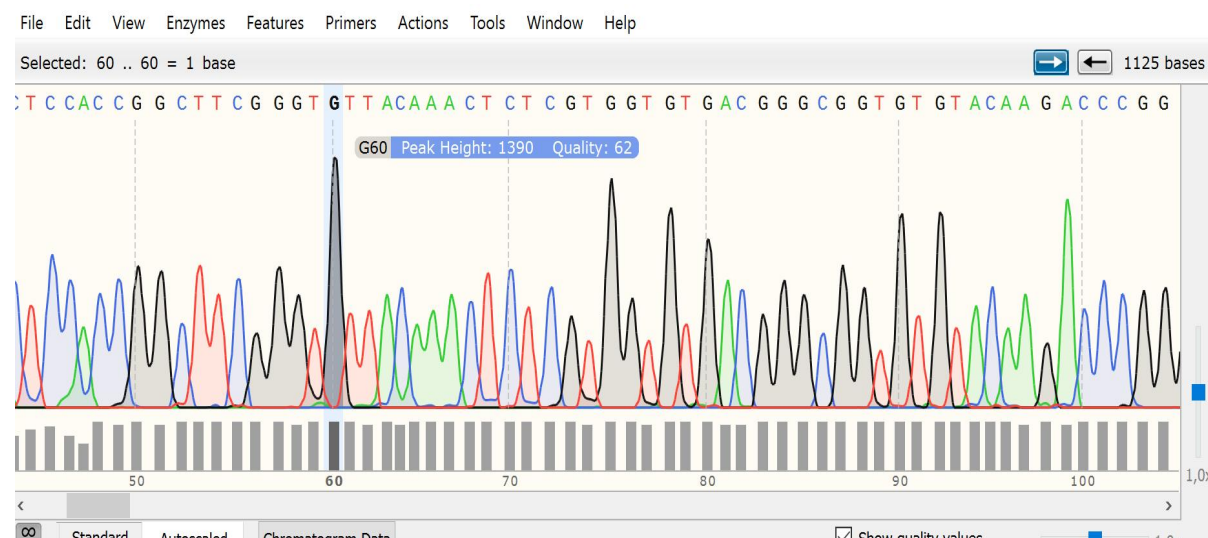 File Edit View Enzymes Features Primers Actions Tools Window Help
Selected: 60 .. 60 = 1 base 1125 bases
T C C A C C G G C T T C G G G T G T T A C A A A C T C T C G T G G T G T G A C G G G C G G T G T G T A C A A G A C C C G G
G60 Peak Height: 1390 Quality: 62
50 60 70 80 90 100
1,0x
Standard Autoscaled Chromatogram Data Show quality values